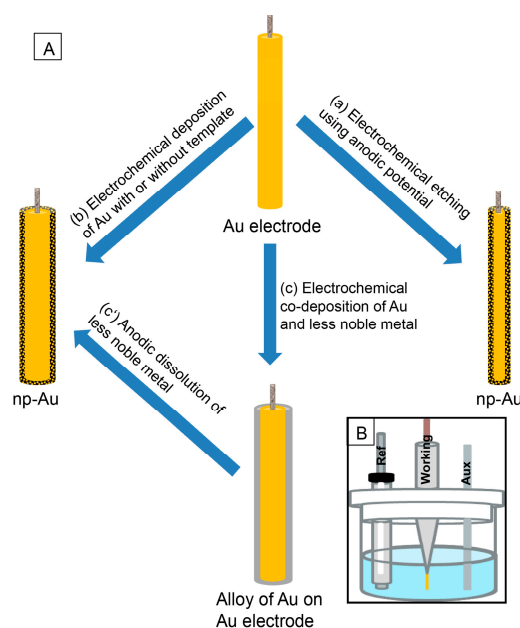 A
Au electrode
(a) Electrochemical etching
using anodic potential
(b) Electrochemical deposition
of Au with or without template
(c) Electrochemical
co-deposition of Au
and less noble metal
(c') Anodic dissolution of
less noble metal
np-Au
np-Au
Alloy of Au on
Au electrode
B
Ref
Working
Aux